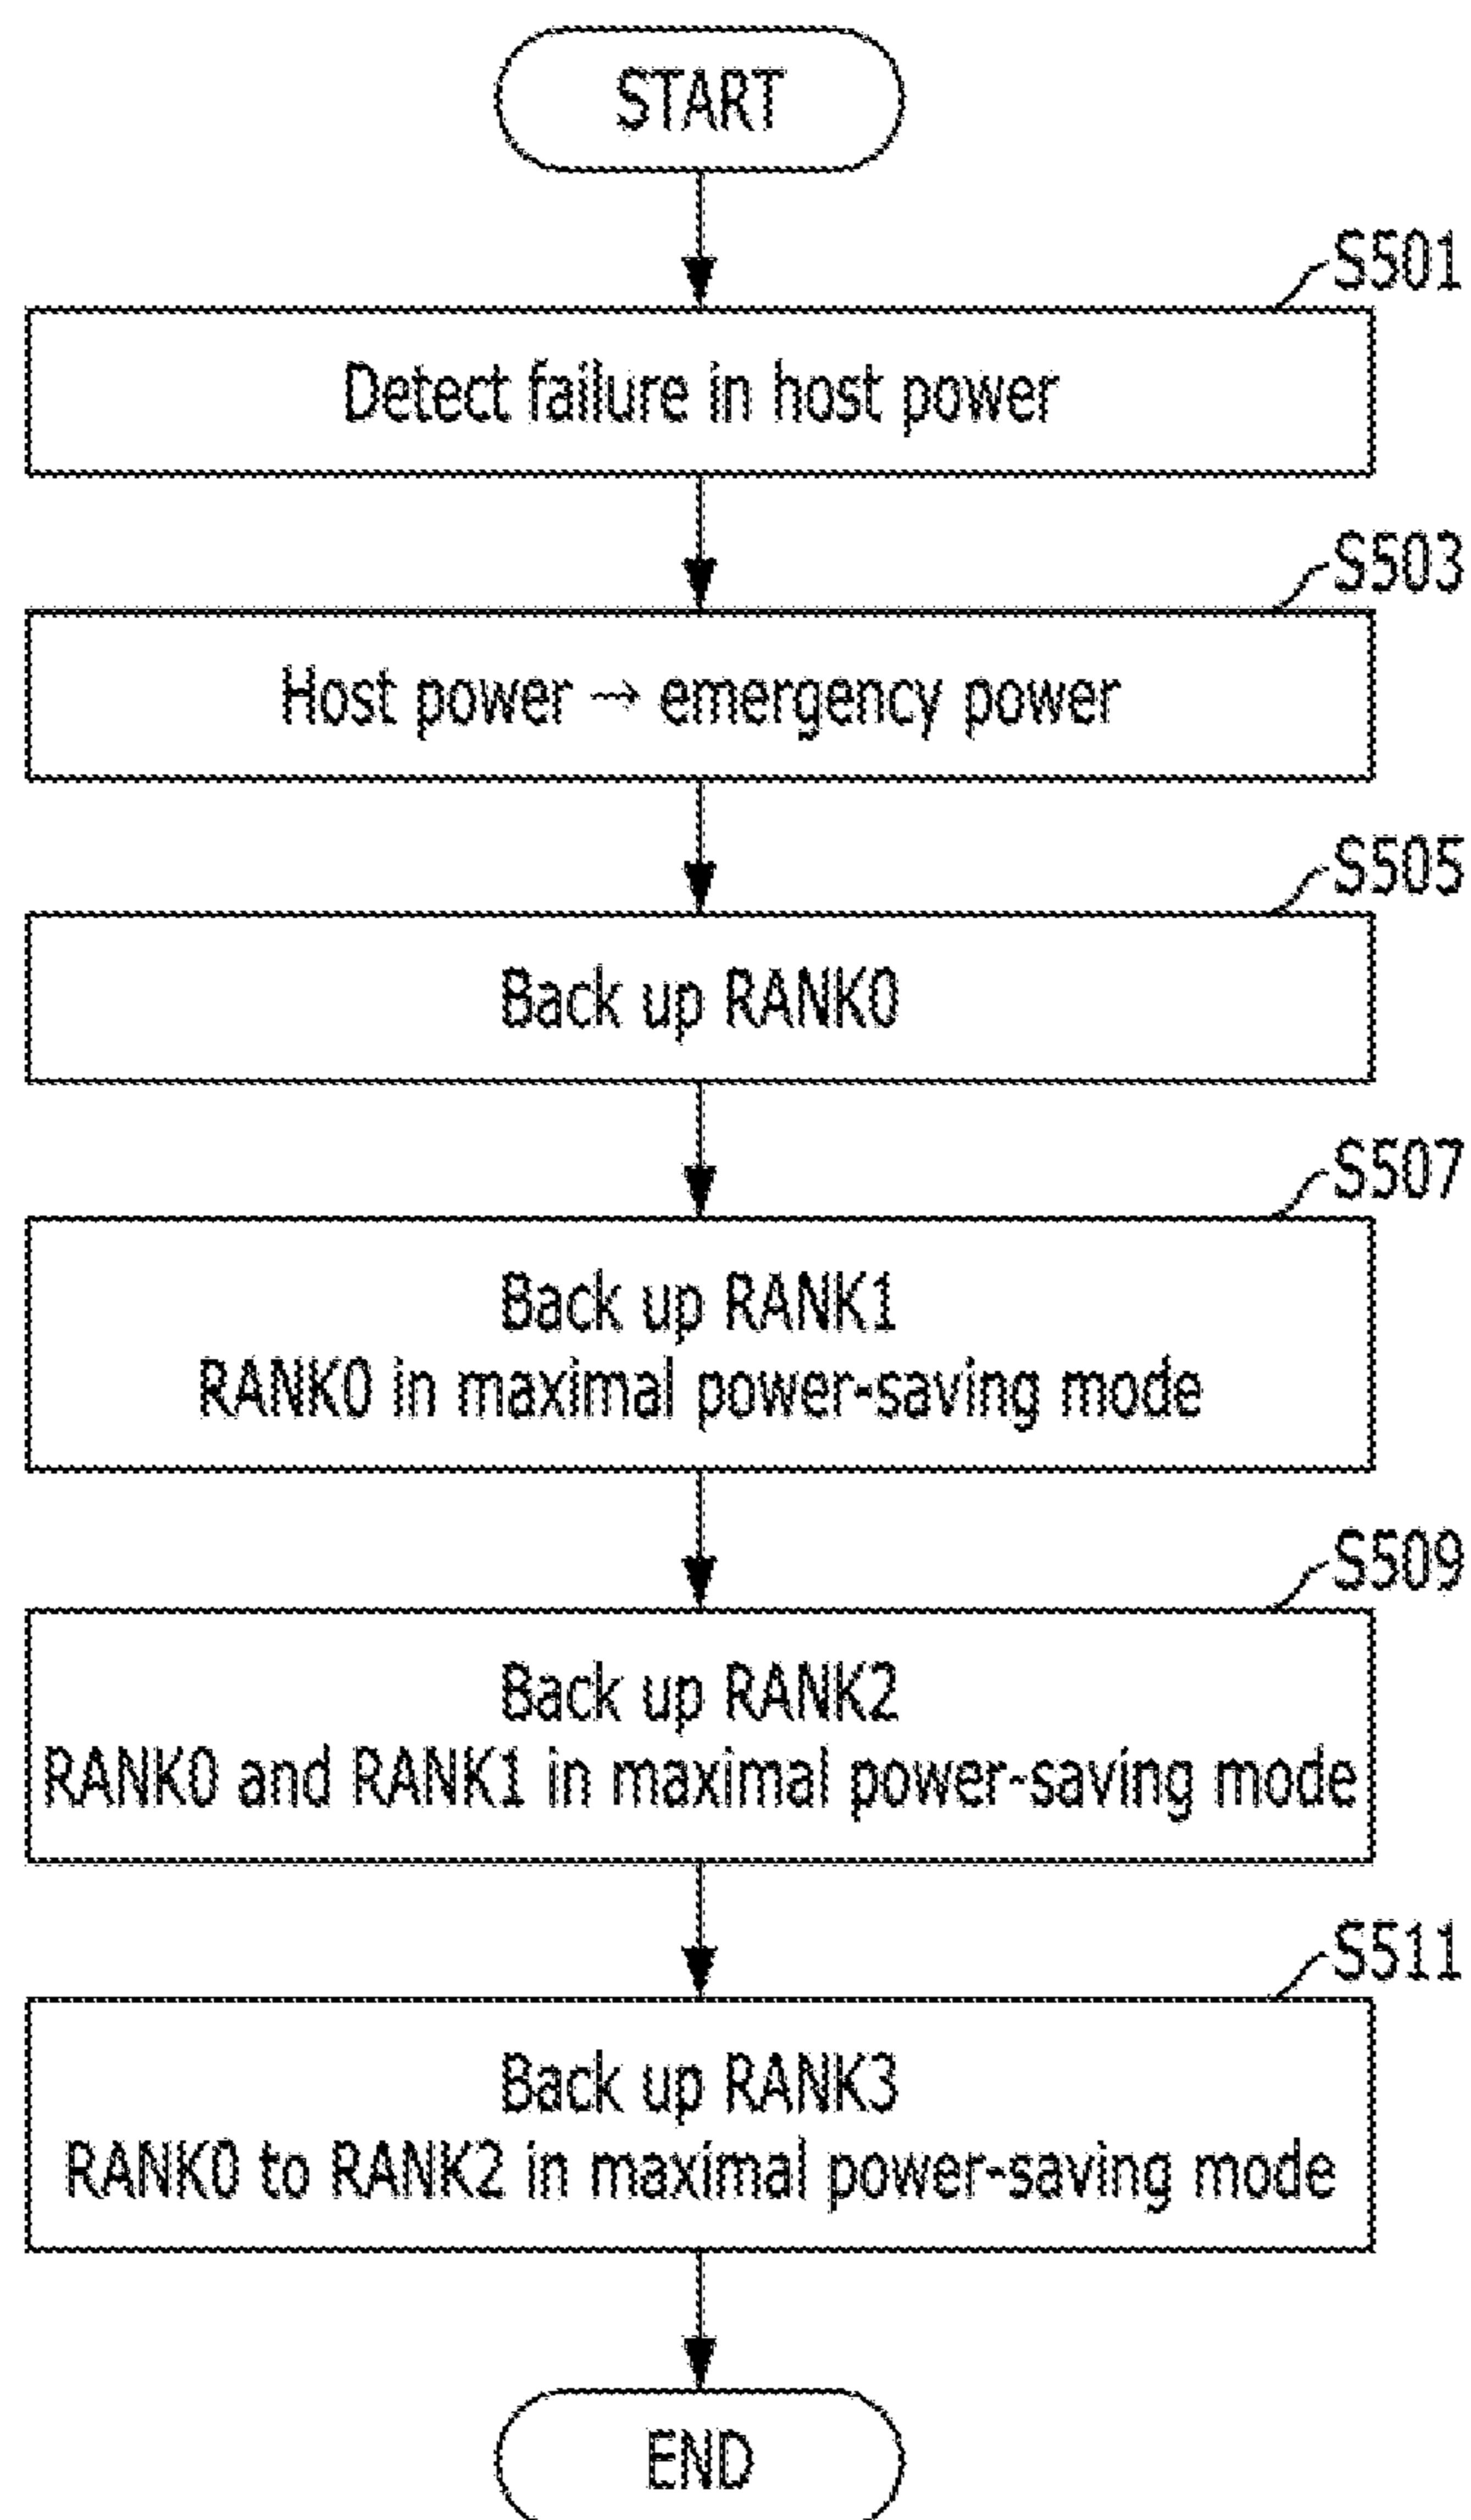 START
S501
Detect failure in host power
S503
Host power → emergency power
S505
Back up RANK0
S507
Back up RANK1
RANK0 in maximal power-saving mode
S509
Back up RANK2
RANK0 and RANK1 in maximal power-saving mode
S511
Back up RANK3
RANK0 to RANK2 in maximal power-saving mode
END